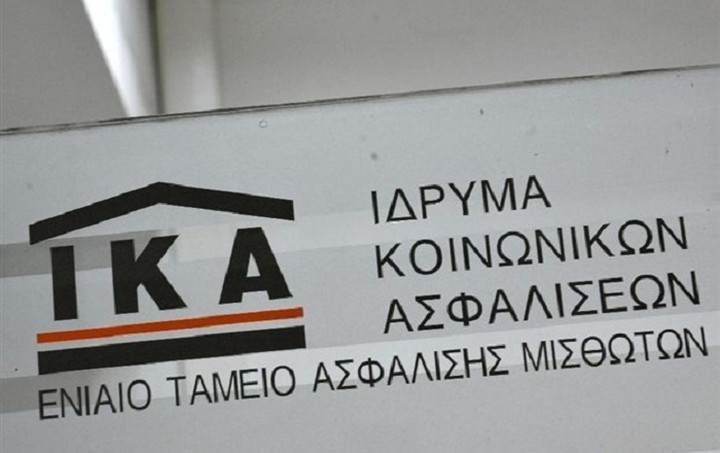 ΙΚΑ
ΙΔΡΥΜΑ
ΚΟΙΝΩΝΙΚΩΝ
ΑΣΦΑΛΙΣΕΩΝ
ΕΝΙΑΙΟ ΤΑΜΕΙΟ ΑΣΦΑΛΙΣΗΣ ΜΙΣΘΩΤΩΝ